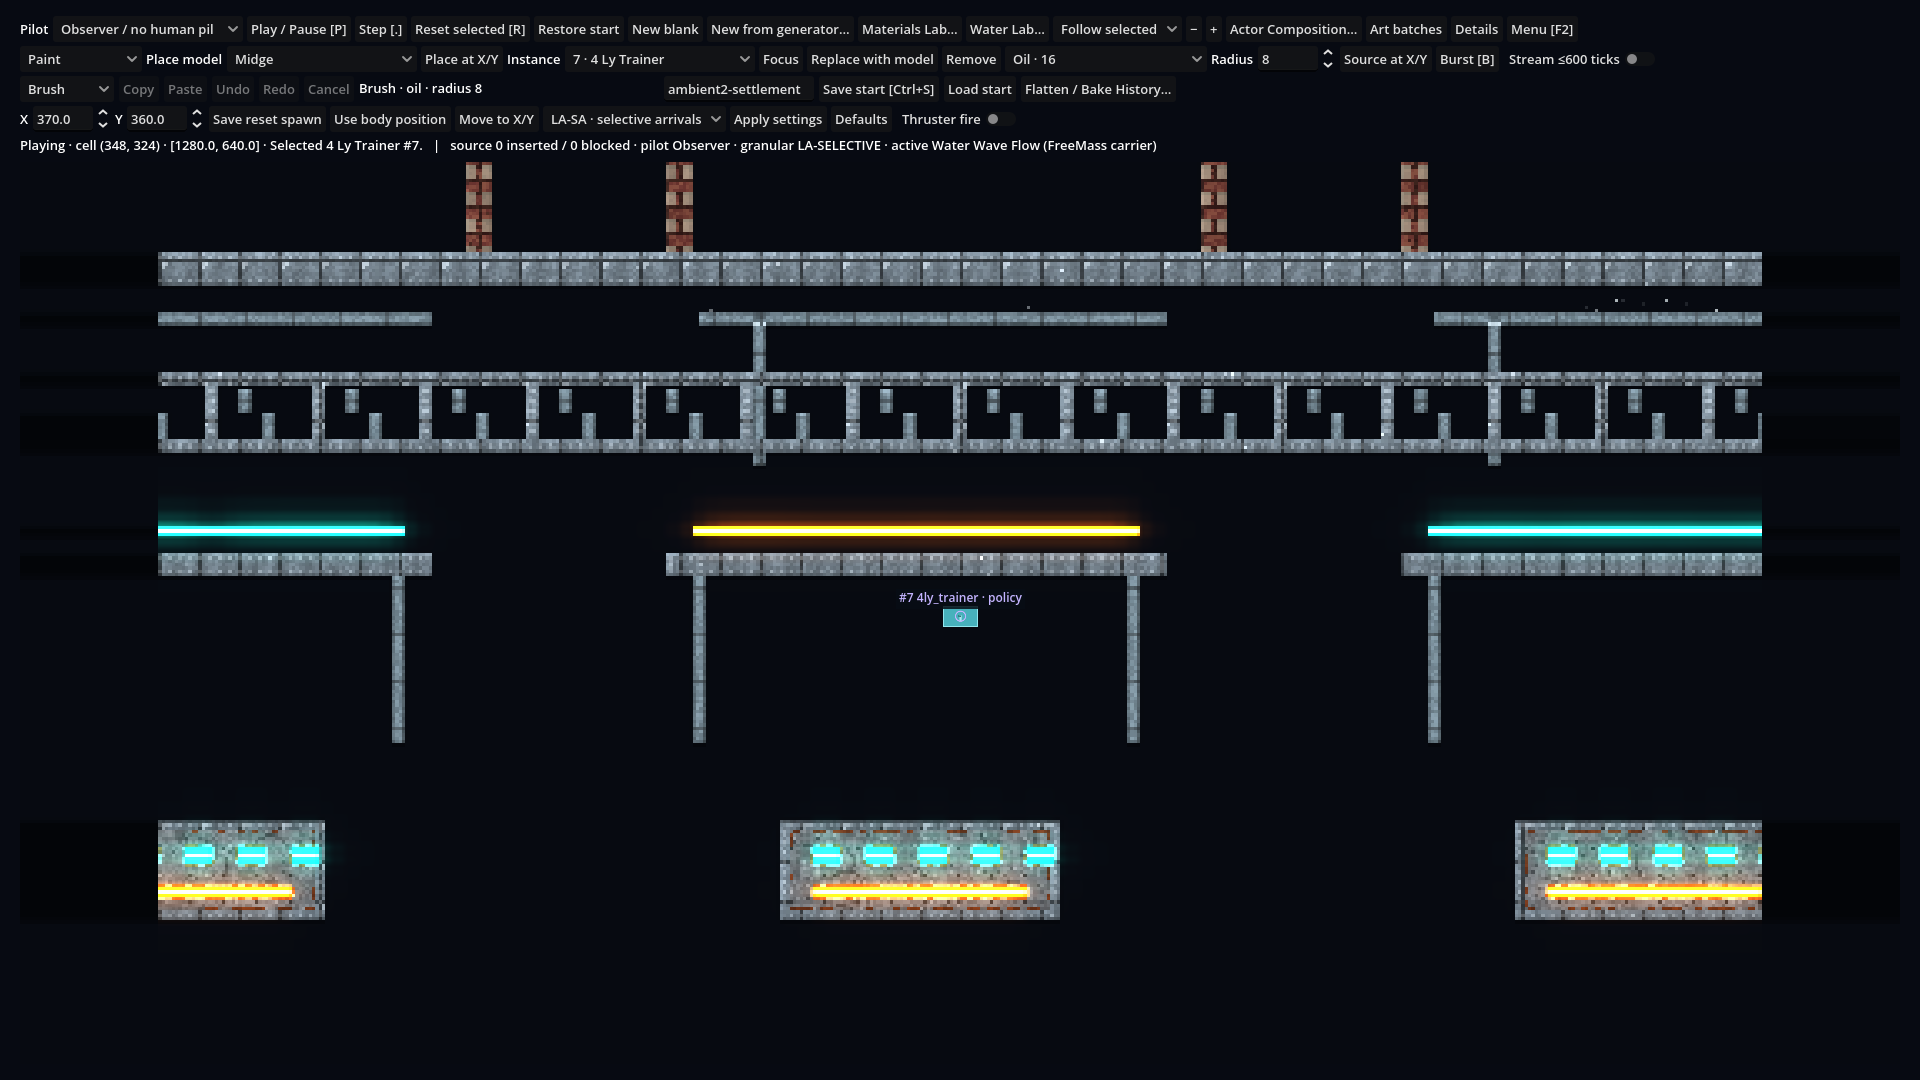 Pilot Observer / no human pil Play / Pause [P] Step [.] Reset selected [R] Restore start New blank New from generator... Materials Lab... Water Lab... Follow selected − + Actor Composition... Art batches Details Menu [F2]
Paint Place model Midge Place at X/Y Instance 7 · 4 Ly Trainer Focus Replace with model Remove Oil · 16 Radius 8 Source at X/Y Burst [B] Stream ≤600 ticks
Brush Copy Paste Undo Redo Cancel Brush · oil · radius 8 ambient2-settlement Save start [Ctrl+S] Load start Flatten / Bake History...
X 370.0 Y 360.0 Save reset spawn Use body position Move to X/Y LA-SA · selective arrivals Apply settings Defaults Thruster fire
Playing · cell (348, 324) · [1280.0, 640.0] · Selected 4 Ly Trainer #7. | source 0 inserted / 0 blocked · pilot Observer · granular LA-SELECTIVE · active Water Wave Flow (FreeMass carrier)
#7 4ly_trainer · policy